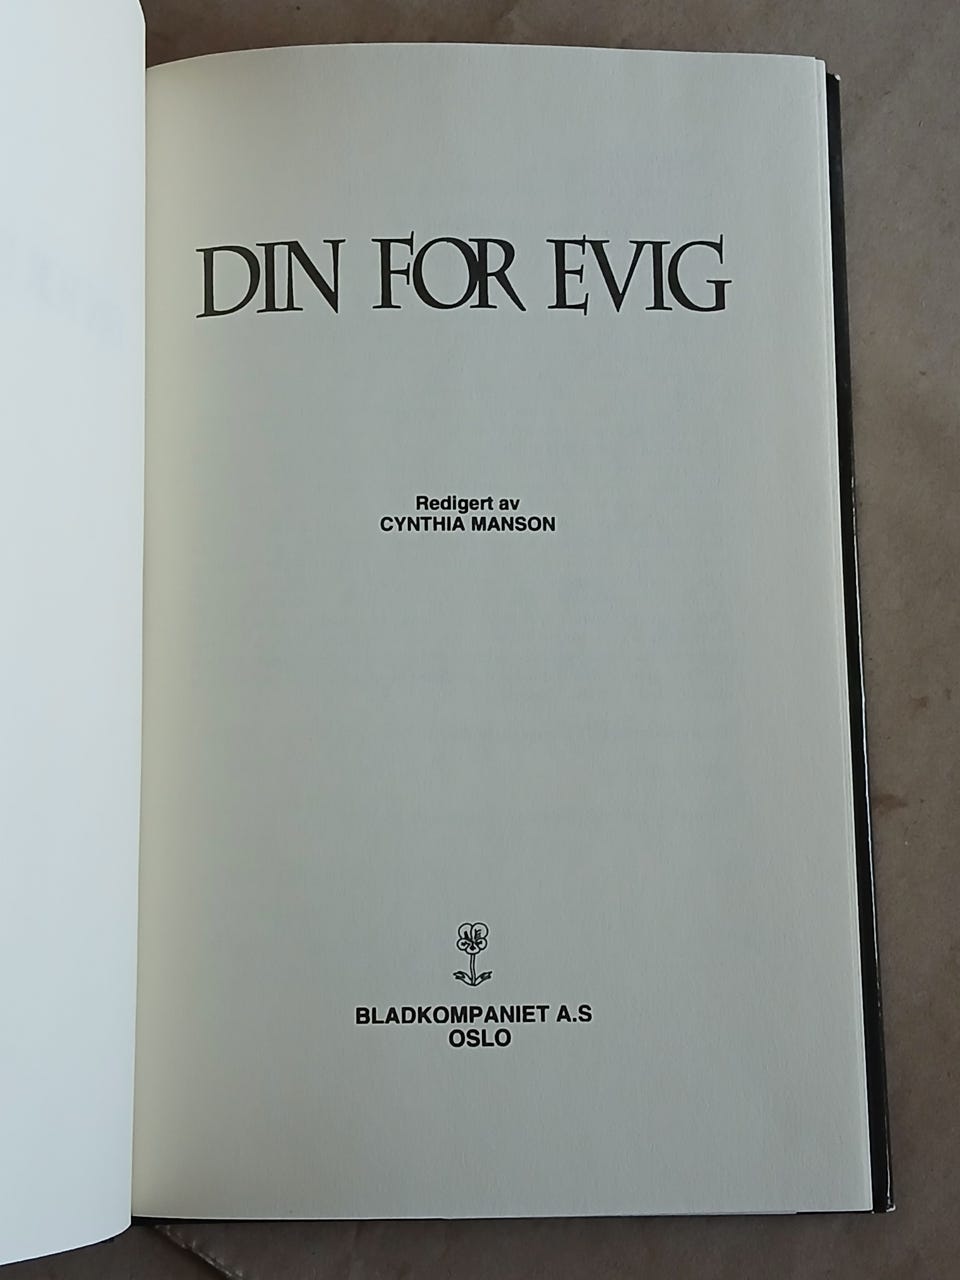 DIN FOR EVIG
Redigert av
CYNTHIA MANSON
BLADKOMPANIET A.S
OSLO